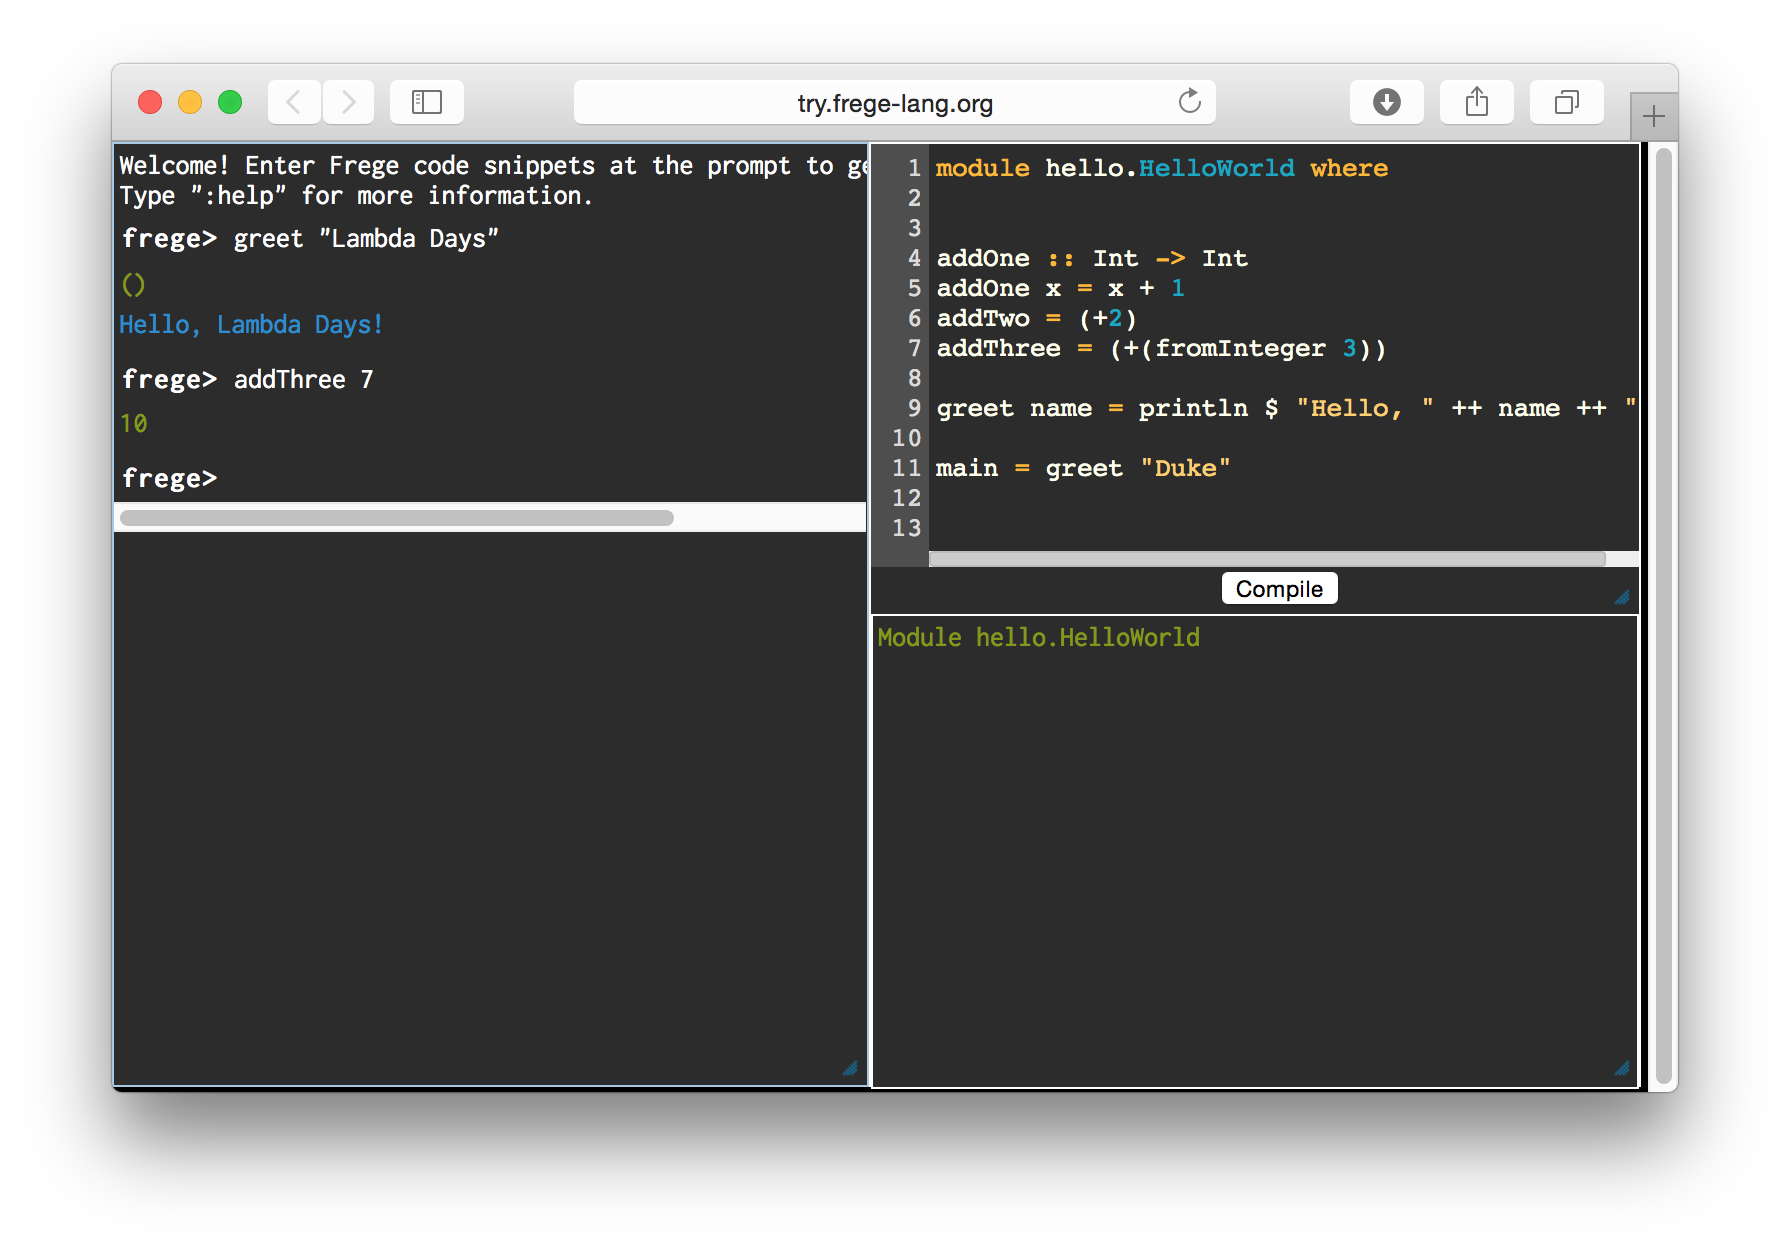 try.frege-lang.org
Welcome! Enter Frege code snippets at the prompt to
Type ":help" for more information.
frege> greet "Lambda Days"
()
Hello, Lambda Days!
frege> addThree 7
10
frege>
1 module hello.HelloWorld where
2
3
4 addOne :: Int -> Int
5 addOne x = x + 1
6 addTwo = (+2)
7 addThree = (+(fromInteger 3))
8
9 greet name = println $ "Hello, " ++ name ++ "
10
11 main = greet "Duke"
12
13
Compile
Module hello.HelloWorld